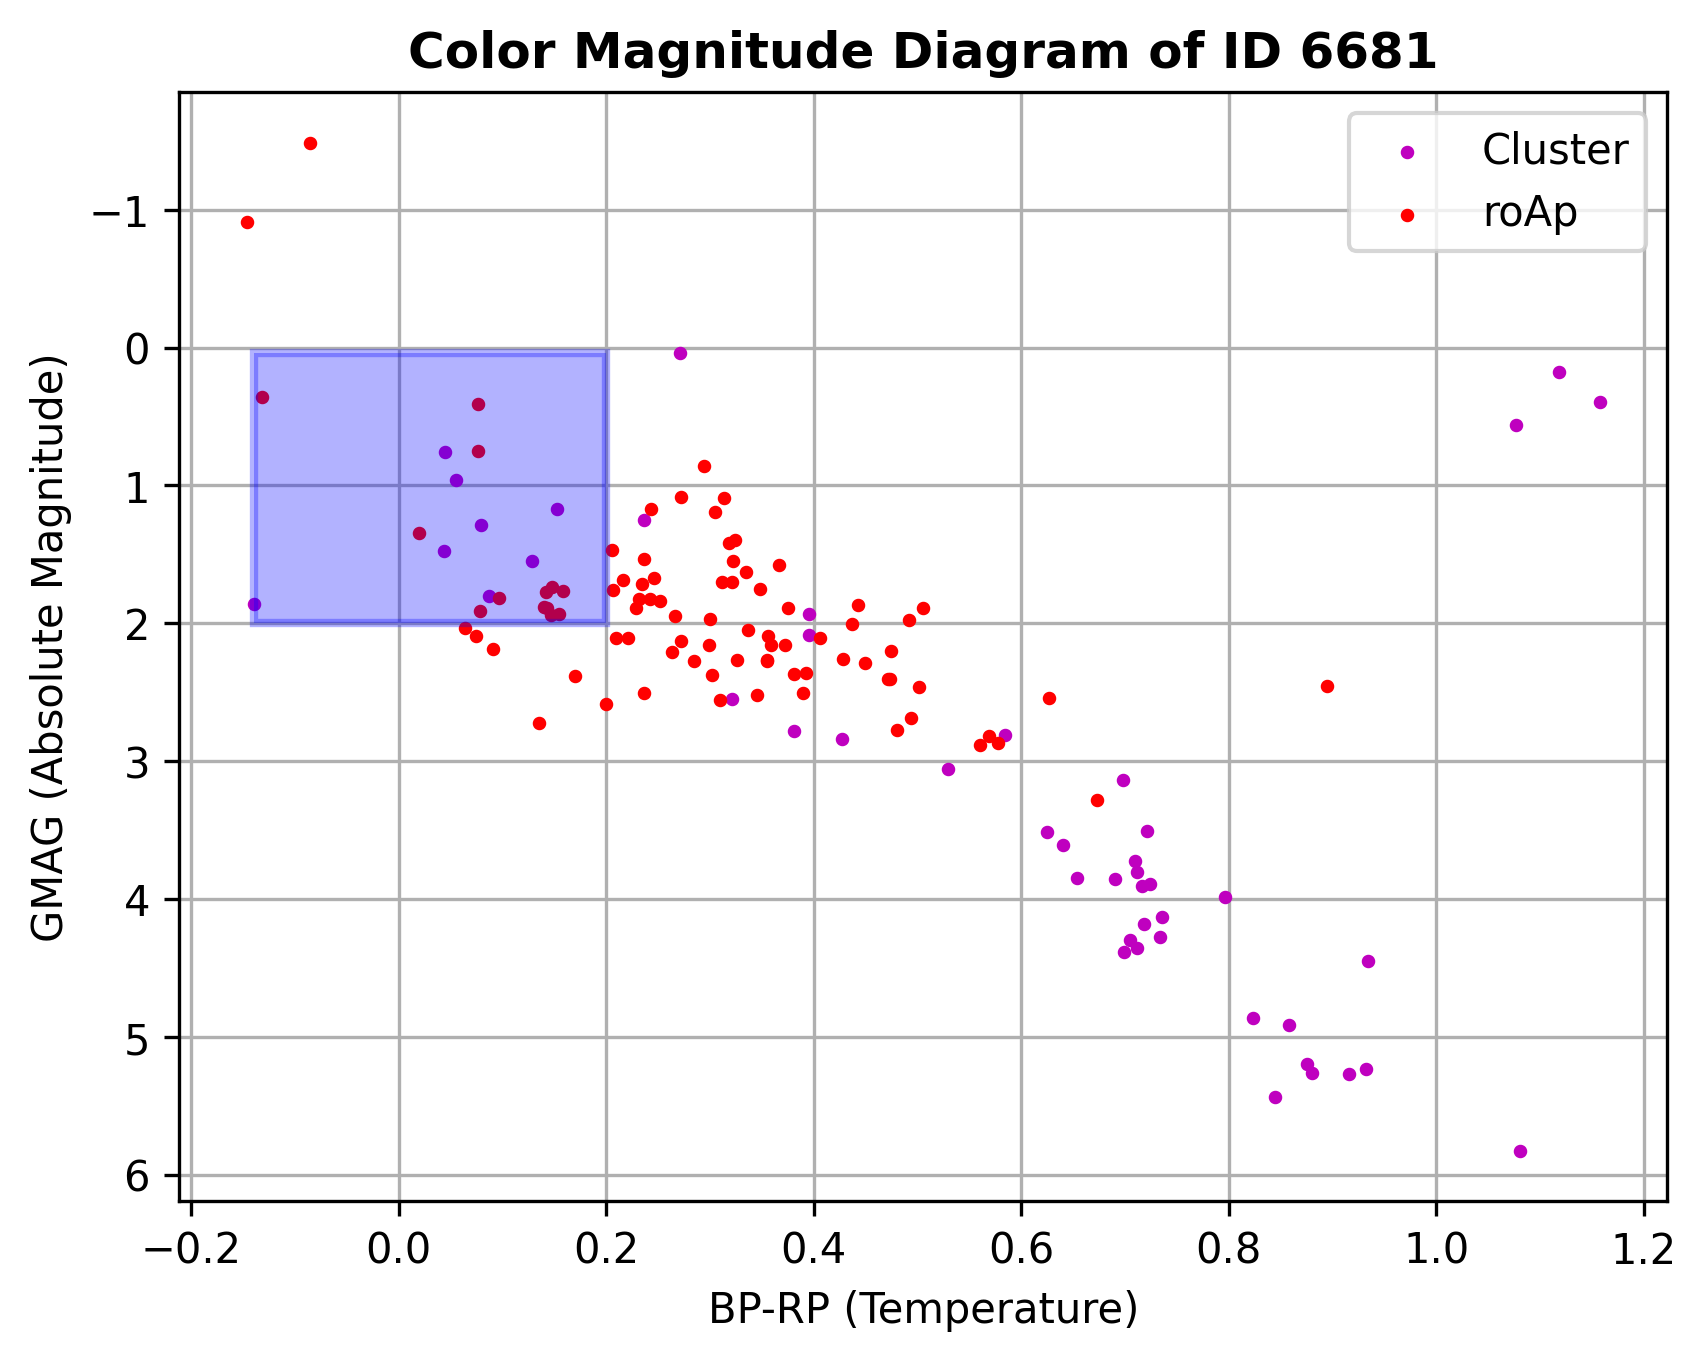 Color Magnitude Diagram of ID 6681
Cluster
roAp
GMAG (Absolute Magnitude)
−1
0
1
2
3
4
5
6
−0.2 0.0 0.2 0.4 0.6 0.8 1.0 1.2
BP-RP (Temperature)